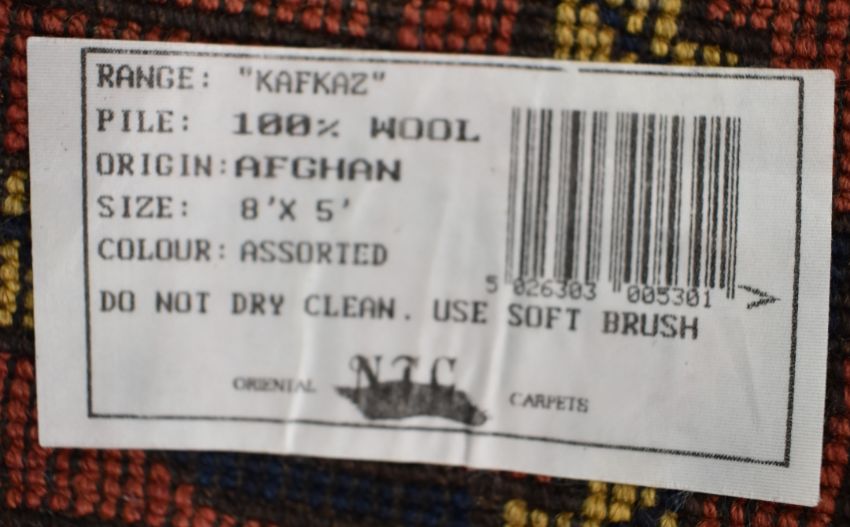 RANGE: "KAFKAZ"
PILE: 100% WOOL
ORIGIN: AFGHAN
SIZE: 8'X 5'
COLOUR: ASSORTED
5 026303 005301 >
DO NOT DRY CLEAN. USE SOFT BRUSH
ORIENTAL NTC CARPETS